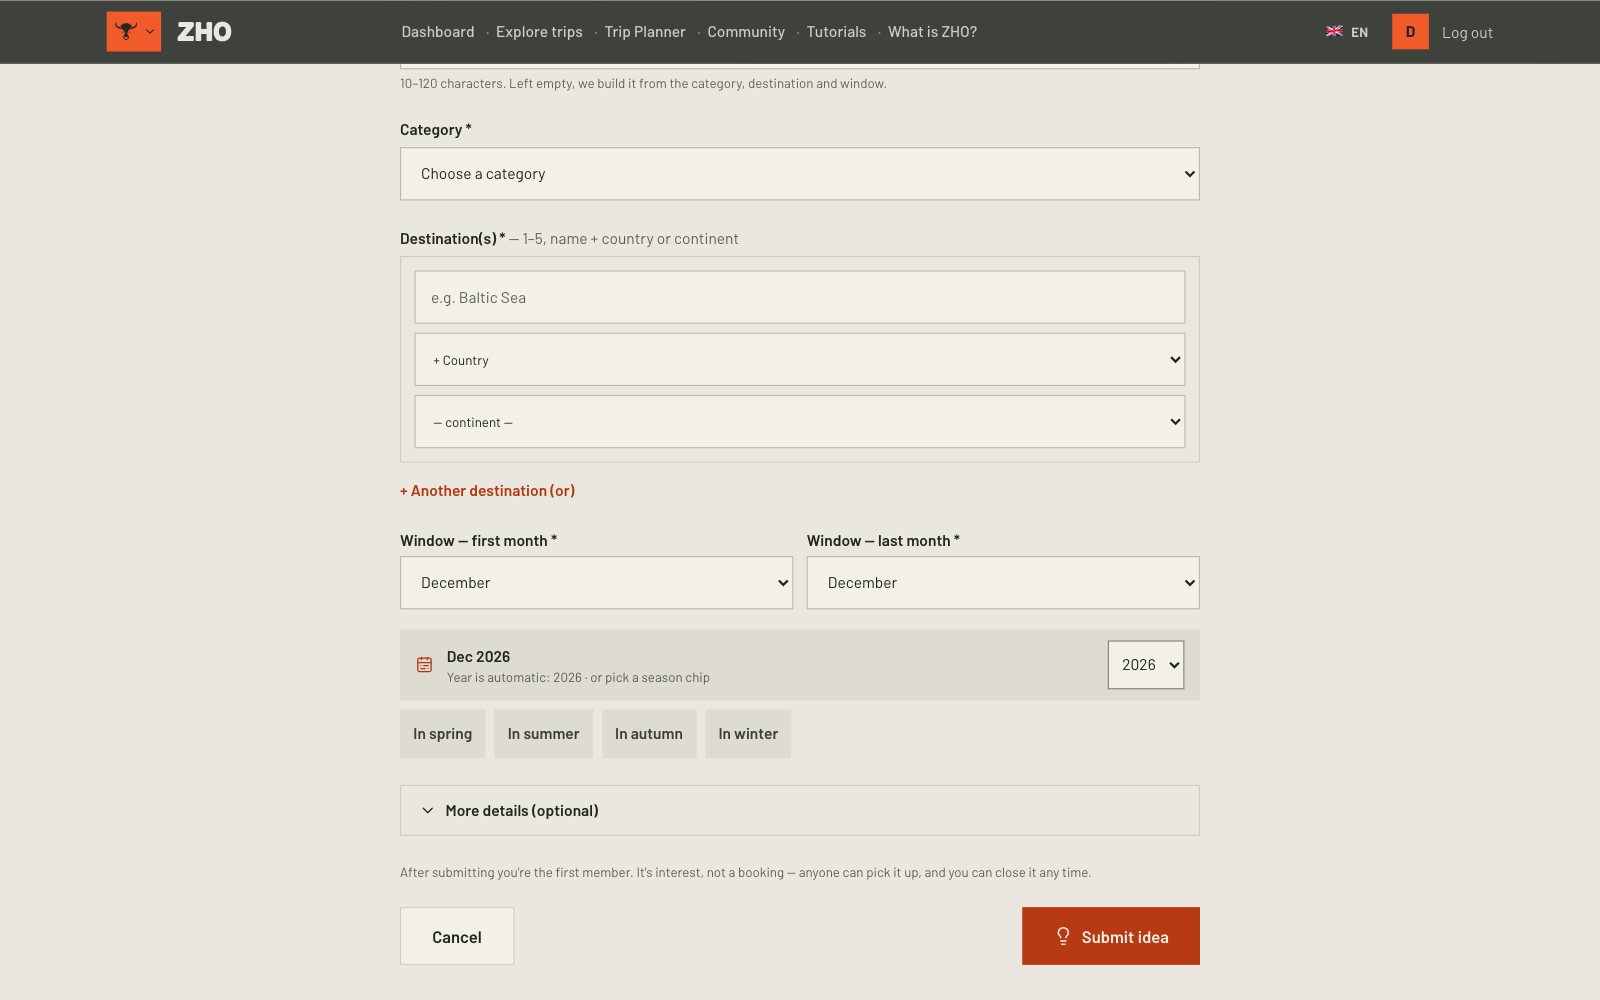 ZHO
Dashboard · Explore trips · Trip Planner · Community · Tutorials · What is ZHO?
EN
D
Log out
10–120 characters. Left empty, we build it from the category, destination and window.
Category *
Choose a category
Destination(s) * — 1–5, name + country or continent
e.g. Baltic Sea
+ Country
— continent —
+ Another destination (or)
Window — first month *
Window — last month *
December
December
Dec 2026
Year is automatic: 2026 · or pick a season chip
2026
In spring
In summer
In autumn
In winter
More details (optional)
After submitting you're the first member. It's interest, not a booking — anyone can pick it up, and you can close it any time.
Cancel
Submit idea